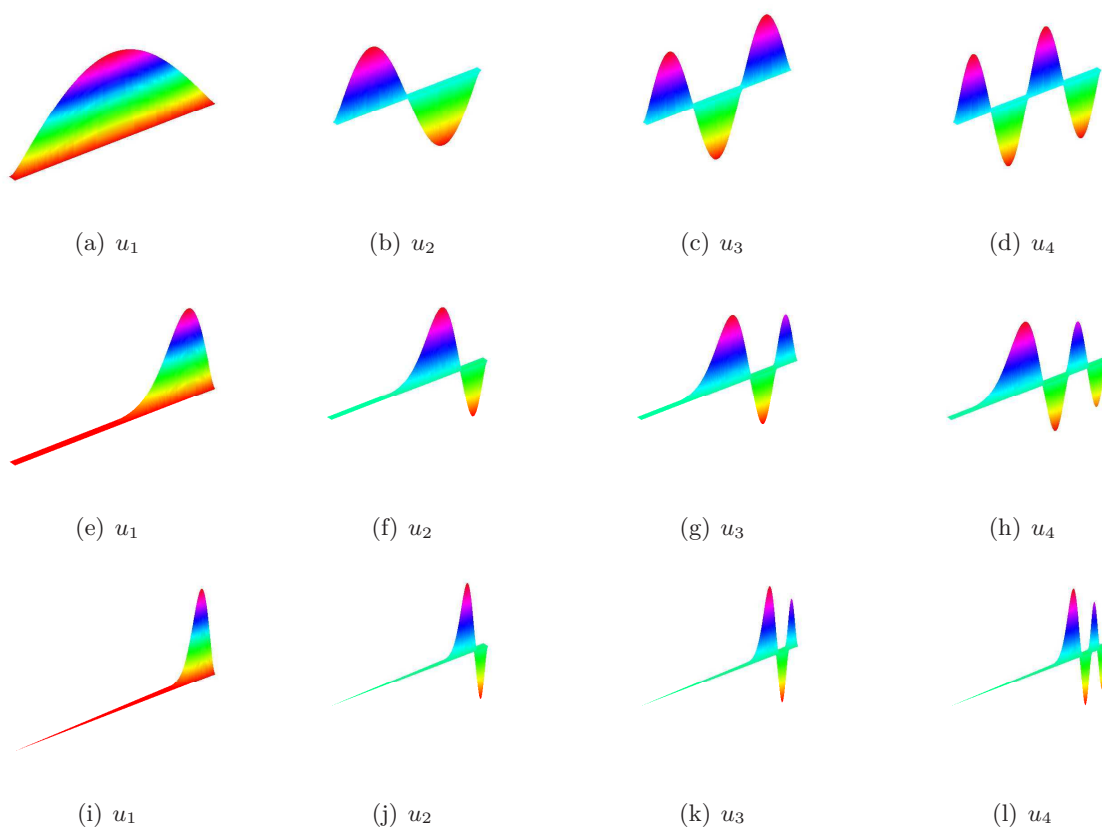 (a) u₁
(b) u₂
(c) u₃
(d) u₄
(e) u₁
(f) u₂
(g) u₃
(h) u₄
(i) u₁
(j) u₂
(k) u₃
(l) u₄